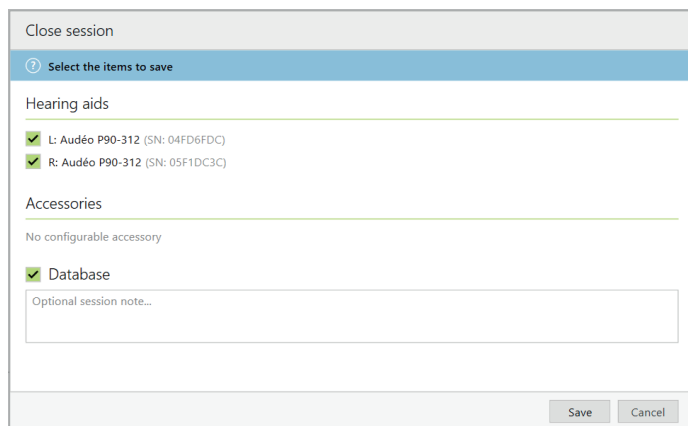 Close session
Select the items to save
Hearing aids
L: Audéo P90-312 (SN: 04FD6FDC)
R: Audéo P90-312 (SN: 05F1DC3C)
Accessories
No configurable accessory
Database
Optional session note...
Save Cancel